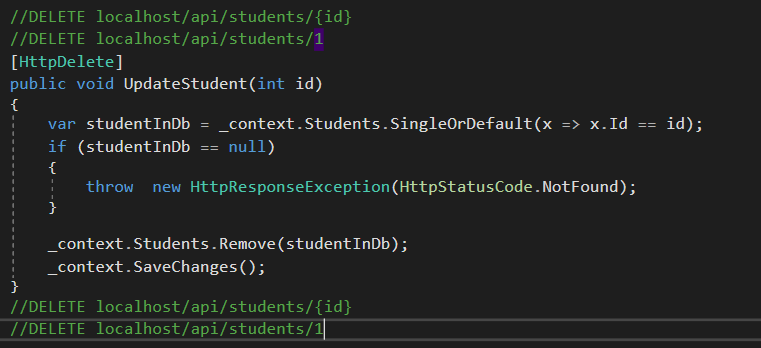 //DELETE localhost/api/students/{id}
//DELETE localhost/api/students/1
[HttpDelete]
public void UpdateStudent(int id)
{
    var studentInDb = _context.Students.SingleOrDefault(x => x.Id == id);
    if (studentInDb == null)
    {
        throw  new HttpResponseException(HttpStatusCode.NotFound);
    }

    _context.Students.Remove(studentInDb);
    _context.SaveChanges();
}
//DELETE localhost/api/students/{id}
//DELETE localhost/api/students/1